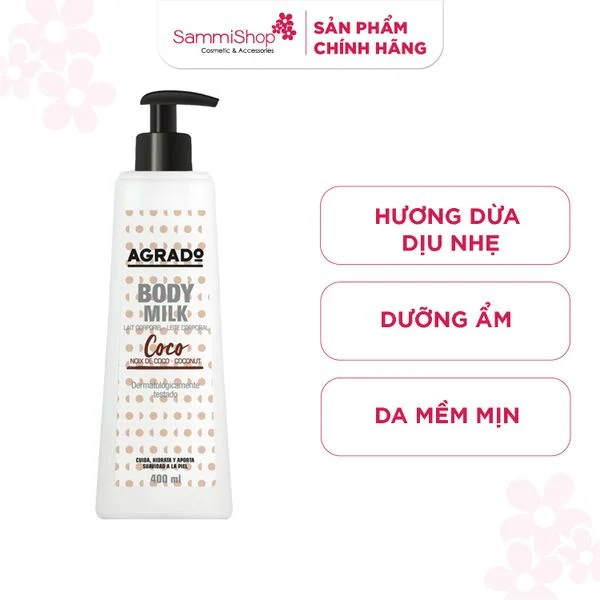 SammiShop
Cosmetic & Accessories
SẢN PHẨM
CHÍNH HÃNG
AGRADO
BODY
MILK
LAIT CORPOREL · LEITE CORPORAL
Coco
NOIX DE COCO · COCONUT
Dermatológicamente
testado
CUIDA, HIDRATA Y APORTA
SUAVIDAD A LA PIEL
400 ml
HƯƠNG DỪA
DỊU NHẸ
DƯỠNG ẨM
DA MỀM MỊN